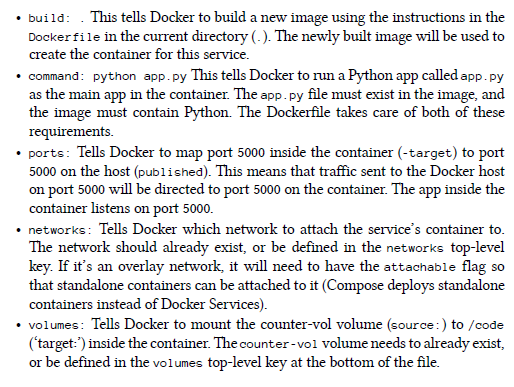 • build: . This tells Docker to build a new image using the instructions in the
Dockerfile in the current directory (.). The newly built image will be used to
create the container for this service.
• command: python app.py This tells Docker to run a Python app called app.py
as the main app in the container. The app.py file must exist in the image, and
the image must contain Python. The Dockerfile takes care of both of these
requirements.
• ports: Tells Docker to map port 5000 inside the container (-target) to port
5000 on the host (published). This means that traffic sent to the Docker host
on port 5000 will be directed to port 5000 on the container. The app inside the
container listens on port 5000.
• networks: Tells Docker which network to attach the service's container to.
The network should already exist, or be defined in the networks top-level
key. If it's an overlay network, it will need to have the attachable flag so
that standalone containers can be attached to it (Compose deploys standalone
containers instead of Docker Services).
• volumes: Tells Docker to mount the counter-vol volume (source:) to /code
('target:') inside the container. The counter-vol volume needs to already exist,
or be defined in the volumes top-level key at the bottom of the file.